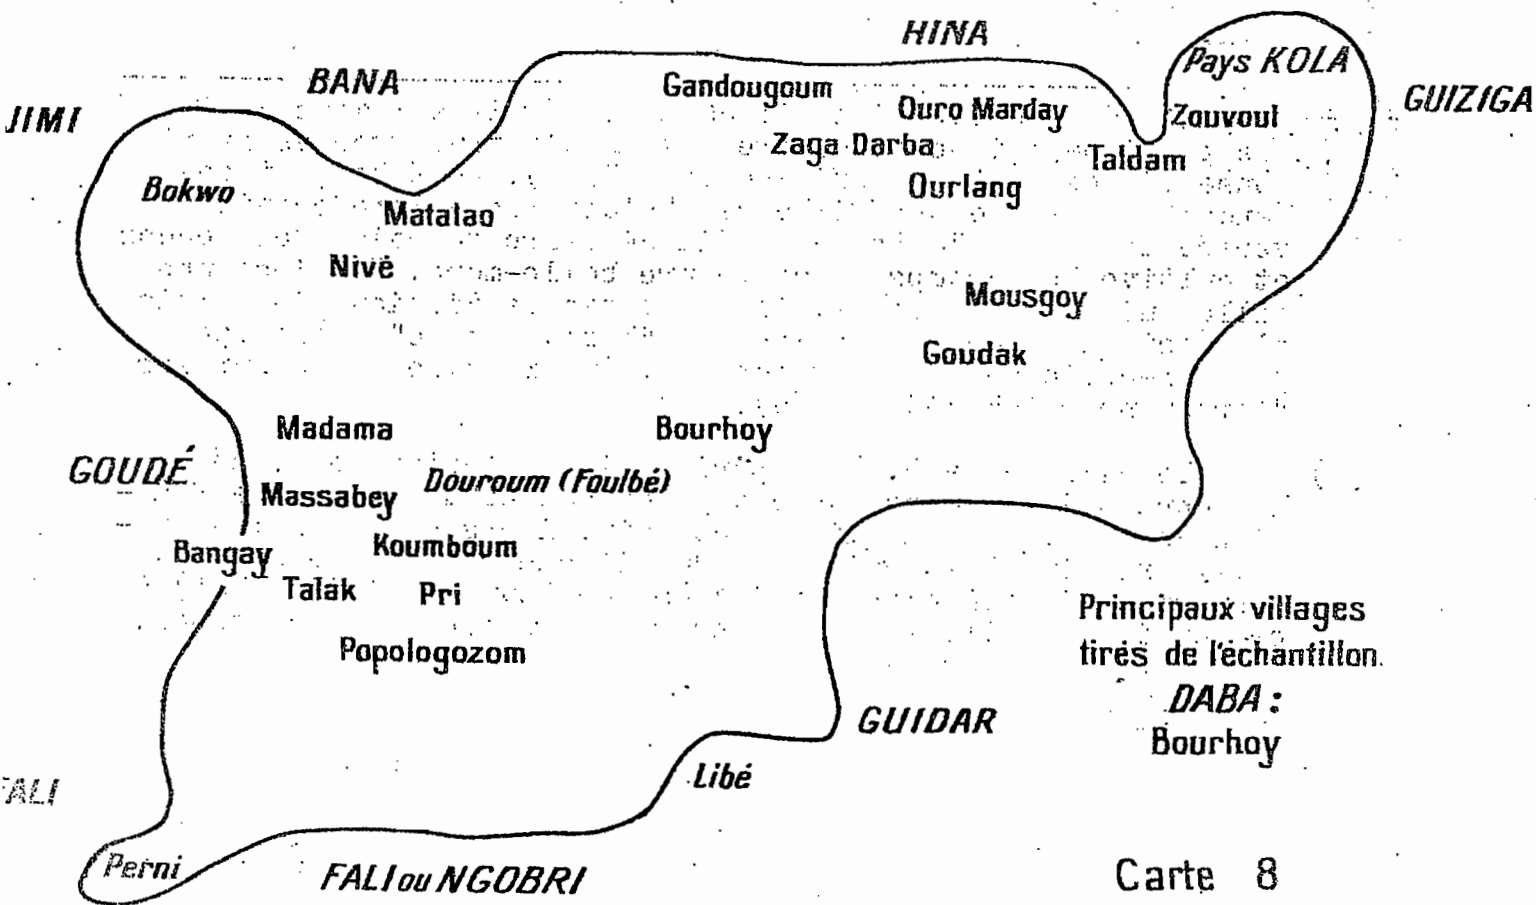 HINA
Pays KOLA
BANA
Gandougoum
GUIZIGA
JIMI
Ouro Marday
Zouvoul
Zaga Darba
Taldam
Bokwo
Ourlang
Matalao
Nivé
Mousgoy
Goudak
Madama
Bourhoy
GOUDÉ
Douroum (Foulbé)
Massabey
Bangay
Koumboum
Talak
Pri
Popologozom
Principaux villages
tirés de l'échantillon.
DABA :
Bourhoy
GUIDAR
Libé
FALI
Perni
FALI ou NGOBRI
Carte 8